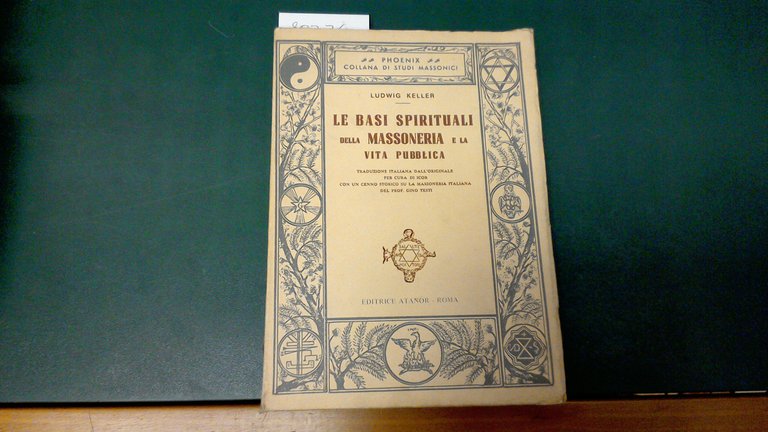 PHOENIX
COLLANA DI STUDI MASSONICI
LUDWIG KELLER
LE BASI SPIRITUALI
DELLA MASSONERIA E LA
VITA PUBBLICA
TRADUZIONE ITALIANA DALL'ORIGINALE
PER CURA DI ICOR
CON UN CENNO STORICO SU LA MASSONERIA ITALIANA
DEL PROF. GINO TESTI
EDITRICE ATANOR - ROMA